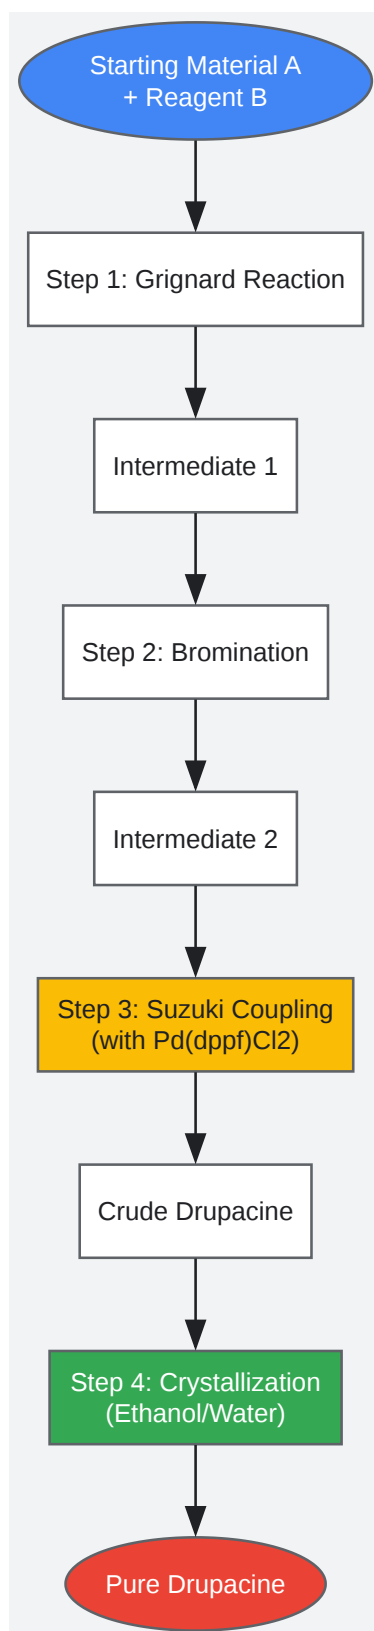 Starting Material A
+ Reagent B
Step 1: Grignard Reaction
Intermediate 1
Step 2: Bromination
Intermediate 2
Step 3: Suzuki Coupling
(with Pd(dppf)Cl2)
Crude Drupacine
Step 4: Crystallization
(Ethanol/Water)
Pure Drupacine